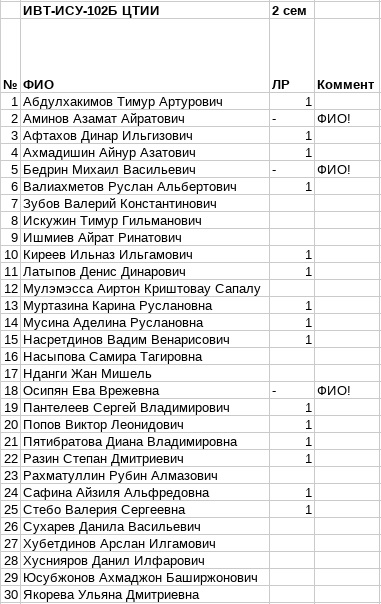 ИВТ-ИСУ-102Б ЦТИИ 2 сем
№ ФИО ЛР Коммент
1 Абдулхакимов Тимур Артурович 1
2 Аминов Азамат Айратович - ФИО!
3 Афтахов Динар Ильгизович 1
4 Ахмадишин Айнур Азатович 1
5 Бедрин Михаил Васильевич - ФИО!
6 Валиахметов Руслан Альбертович 1
7 Зубов Валерий Константинович
8 Искужин Тимур Гильманович
9 Ишмиев Айрат Ринатович
10 Киреев Ильназ Ильгамович 1
11 Латыпов Денис Динарович 1
12 Мулэмэсса Аиртон Криштовау Сапалу
13 Муртазина Карина Руслановна 1
14 Мусина Аделина Руслановна 1
15 Насретдинов Вадим Венарисович 1
16 Насыпова Самира Тагировна
17 Нданги Жан Мишель
18 Осипян Ева Врежевна - ФИО!
19 Пантелеев Сергей Владимирович 1
20 Попов Виктор Леонидович 1
21 Пятибратова Диана Владимировна 1
22 Разин Степан Дмитриевич 1
23 Рахматуллин Рубин Алмазович
24 Сафина Айзиля Альфредовна 1
25 Стебо Валерия Сергеевна 1
26 Сухарев Данила Васильевич
27 Хубетдинов Арслан Илгамович
28 Хуснияров Данил Илфарович
29 Юсубжонов Ахмаджон Баширжонович
30 Якорева Ульяна Дмитриевна